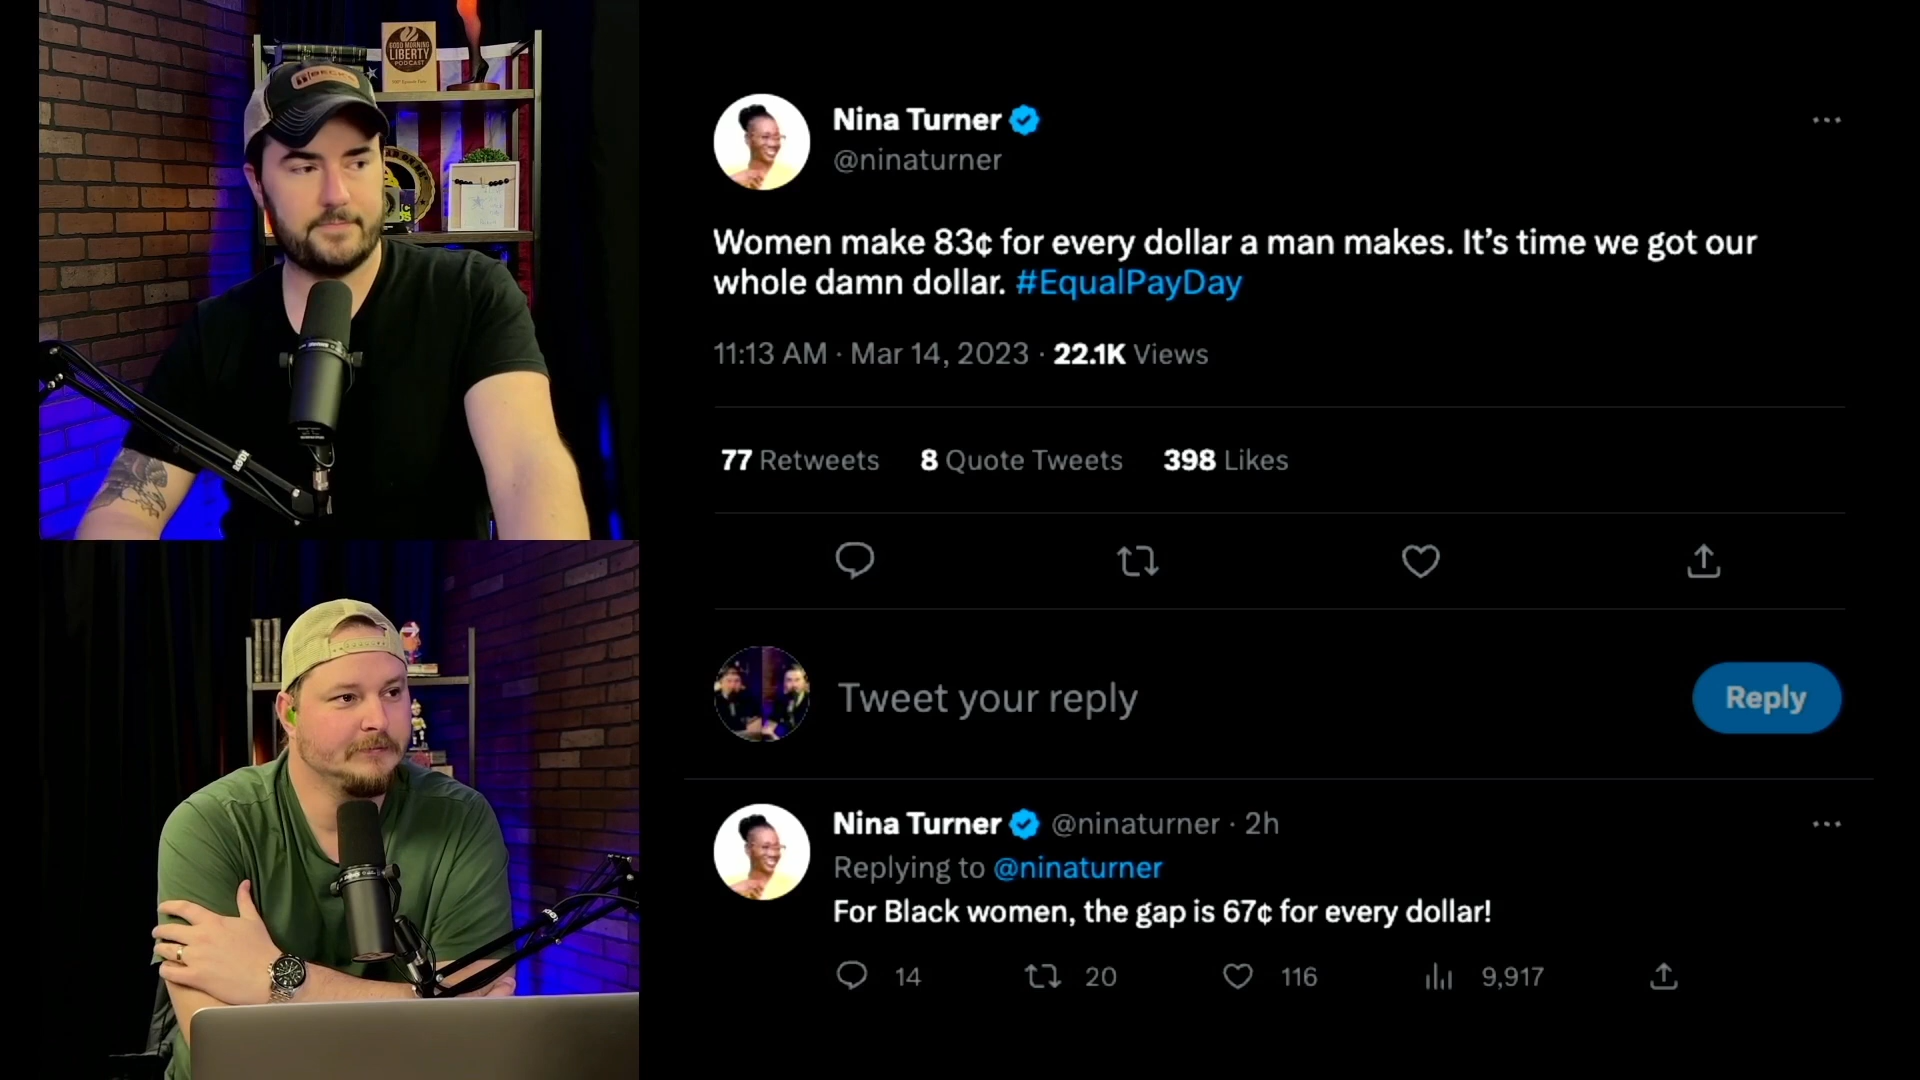 GOOD MORNING
LIBERTY
PODCAST
Nina Turner
@ninaturner
Women make 83¢ for every dollar a man makes. It’s time we got our
whole damn dollar. #EqualPayDay
11:13 AM · Mar 14, 2023 · 22.1K Views
77 Retweets 8 Quote Tweets 398 Likes
Tweet your reply
Reply
Nina Turner @ninaturner · 2h
Replying to @ninaturner
For Black women, the gap is 67¢ for every dollar!
14 20 116 9,917